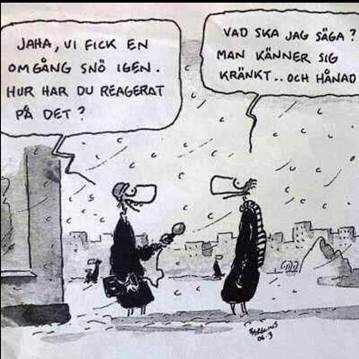 JAHA, VI FICK EN
OMGÅNG SNÖ IGEN.
HUR HAR DU REAGERAT
PÅ DET?
VAD SKA JAG SÄGA?
MAN KÄNNER SIG
KRÄNKT.. OCH HÅNAD